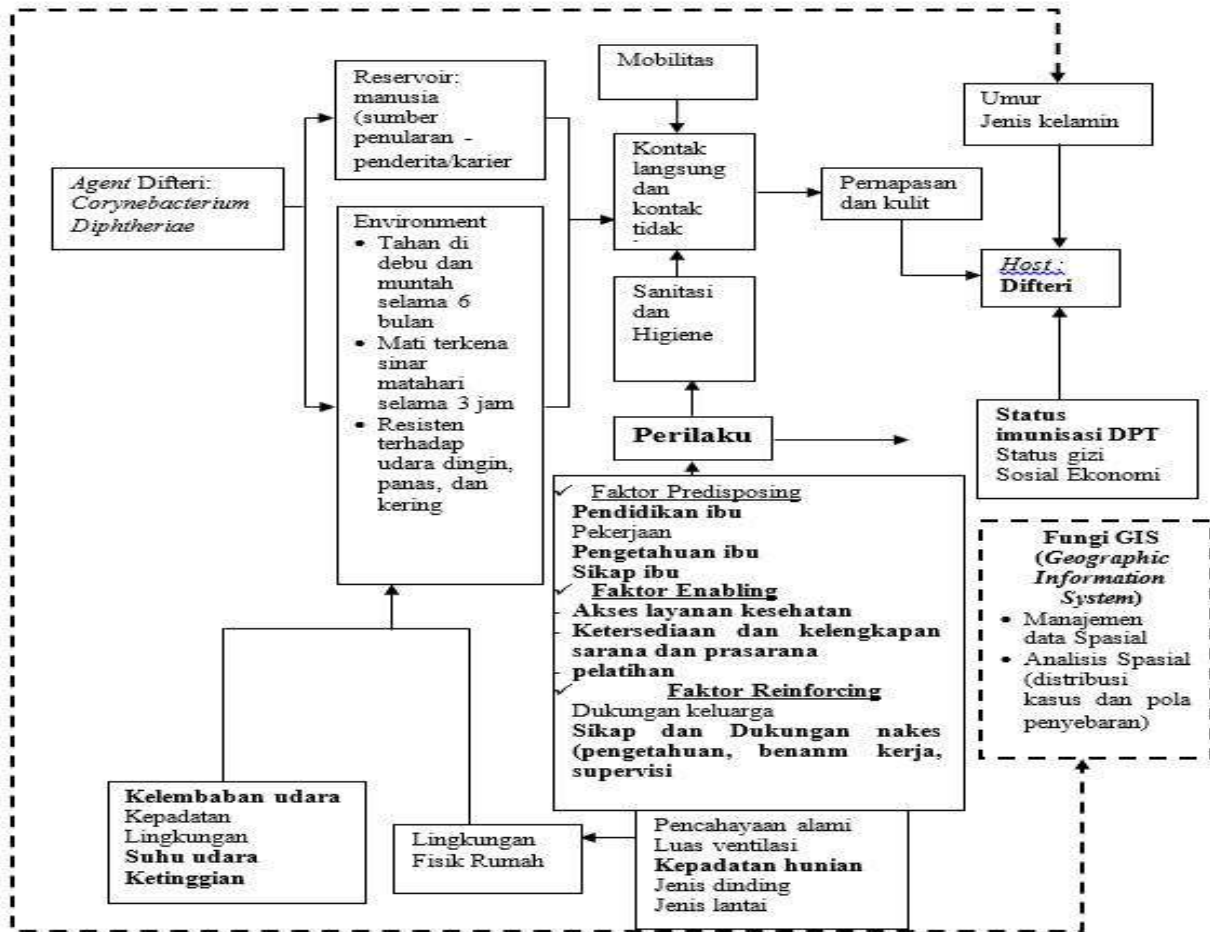 Agent Difteri:
Corynebacterium
Diphtheriae
Reservoir:
manusia
(sumber
penularan -
penderita/karier
Environment
• Tahan di
debu dan
muntah
selama 6
bulan
• Mati terkena
sinar
matahari
selama 3 jam
• Resisten
terhadap
udara dingin,
panas, dan
kering
Mobilitas
Kontak
langsung
dan
kontak
tidak
Sanitasi
dan
Higiene
Perilaku
Pernapasan
dan kulit
Umur
Jenis kelamin
Host :
Difteri
Status
imunisasi DPT
Status gizi
Sosial Ekonomi
✓ Faktor Predisposing
Pendidikan ibu
Pekerjaan
Pengetahuan ibu
Sikap ibu
✓ Faktor Enabling
- Akses layanan kesehatan
- Ketersediaan dan kelengkapan
sarana dan prasarana
- pelatihan
✓ Faktor Reinforcing
Dukungan keluarga
Sikap dan Dukungan nakes
(pengetahuan, benanm kerja,
supervisi
Fungi GIS
(Geographic
Information
System)
• Manajemen
data Spasial
• Analisis Spasial
(distribusi
kasus dan pola
penyebaran)
Kelembaban udara
Kepadatan
Lingkungan
Suhu udara
Ketinggian
Lingkungan
Fisik Rumah
Pencahayaan alami
Luas ventilasi
Kepadatan hunian
Jenis dinding
Jenis lantai